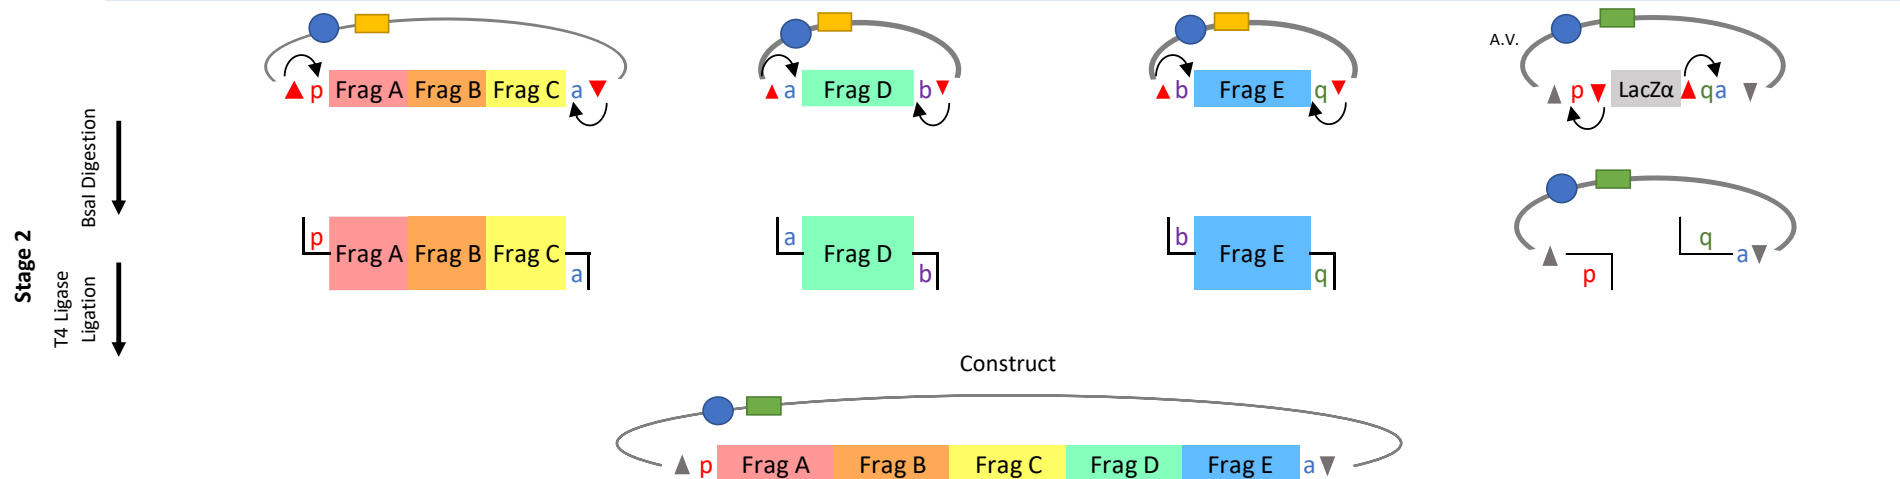 A.V.
p Frag A Frag B Frag C a
a Frag D b
b Frag E q
p LacZα qa
BsaI Digestion
Stage 2
p Frag A Frag B Frag C a
a Frag D b
b Frag E q
p q a
T4 Ligase
Ligation
Construct
p Frag A Frag B Frag C Frag D Frag E a